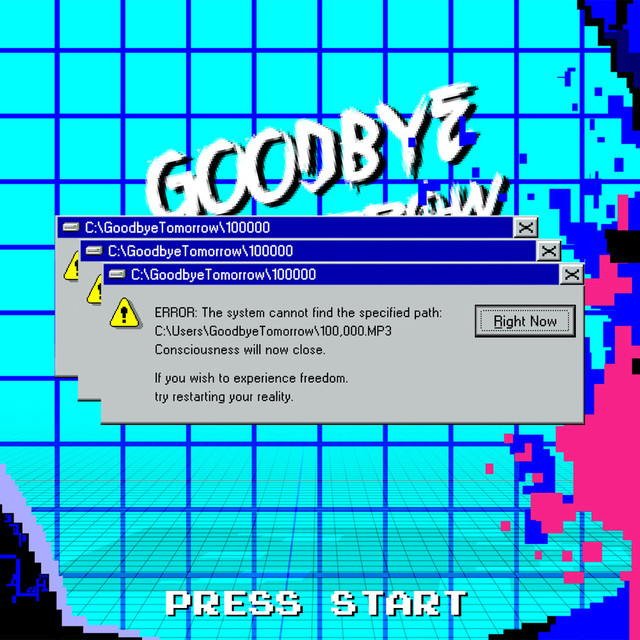 GOODBYE
C:\GoodbyeTomorrow\100000
C:\GoodbyeTomorrow\100000
C:\GoodbyeTomorrow\100000
ERROR: The system cannot find the specified path:
C:\Users\GoodbyeTomorrow\100,000.MP3
Consciousness will now close.
Right Now
If you wish to experience freedom.
try restarting your reality.
PRESS START